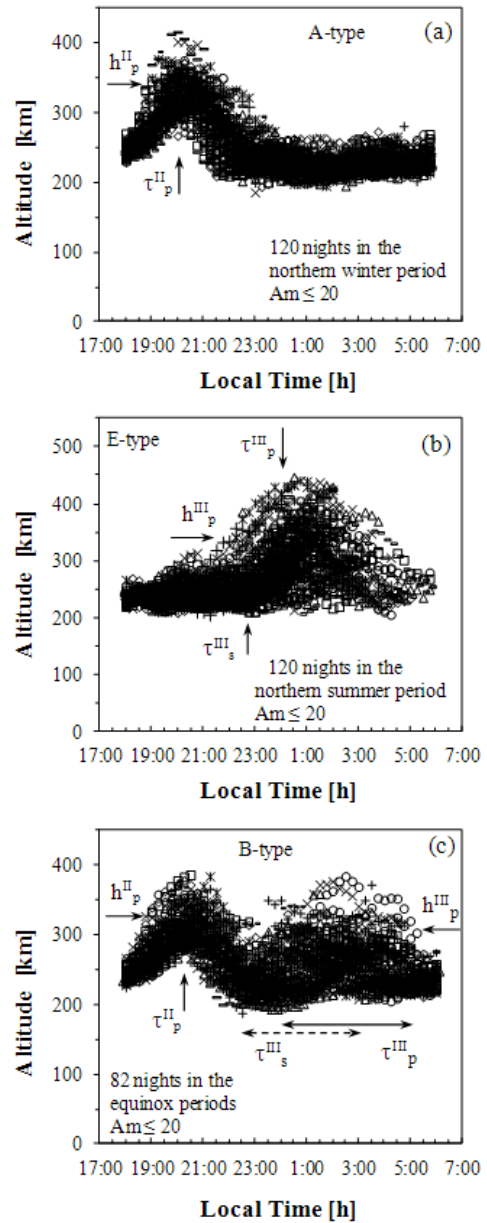 A-type
(a)
400
h^II_p
300
200
τ^II_p
100
120 nights in the
northern winter period
Am ≤ 20
0
17:00 19:00 21:00 23:00 1:00 3:00 5:00 7:00
Altitude [km]
Local Time [h]
E-type
(b)
500
τ^III_p
400
h^III_p
300
200
τ^III_s
100
120 nights in the
northern summer period
Am ≤ 20
0
17:00 19:00 21:00 23:00 1:00 3:00 5:00 7:00
Altitude [km]
Local Time [h]
B-type
(c)
400
h^II_p
h^III_p
300
200
τ^II_p
τ^III_s
τ^III_p
100
82 nights in the
equinox periods
Am ≤ 20
0
17:00 19:00 21:00 23:00 1:00 3:00 5:00 7:00
Altitude [km]
Local Time [h]